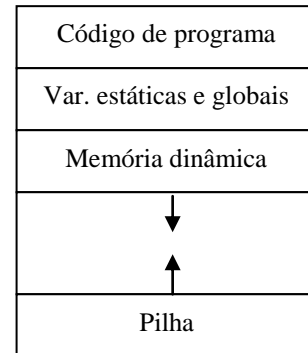 Código de programa
Var. estáticas e globais
Memória dinâmica
Pilha